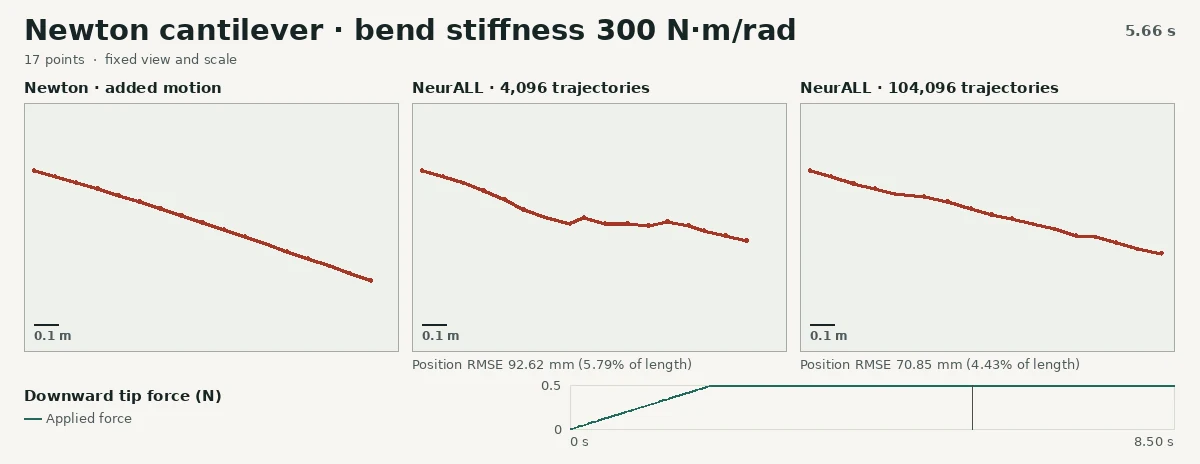 Newton cantilever · bend stiffness 300 N·m/rad
5.66 s
17 points · fixed view and scale
Newton · added motion
NeurALL · 4,096 trajectories
NeurALL · 104,096 trajectories
0.1 m
0.1 m
0.1 m
Position RMSE 92.62 mm (5.79% of length)
Position RMSE 70.85 mm (4.43% of length)
Downward tip force (N)
Applied force
0.5
0
0 s
8.50 s